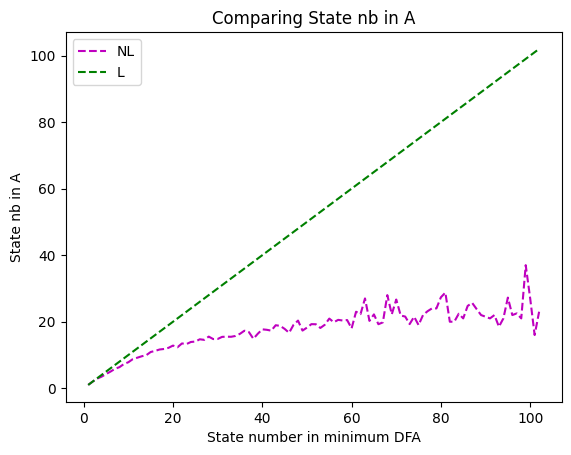 Comparing State nb in A
NL
L
State nb in A
100
80
60
40
20
0
0 20 40 60 80 100
State number in minimum DFA